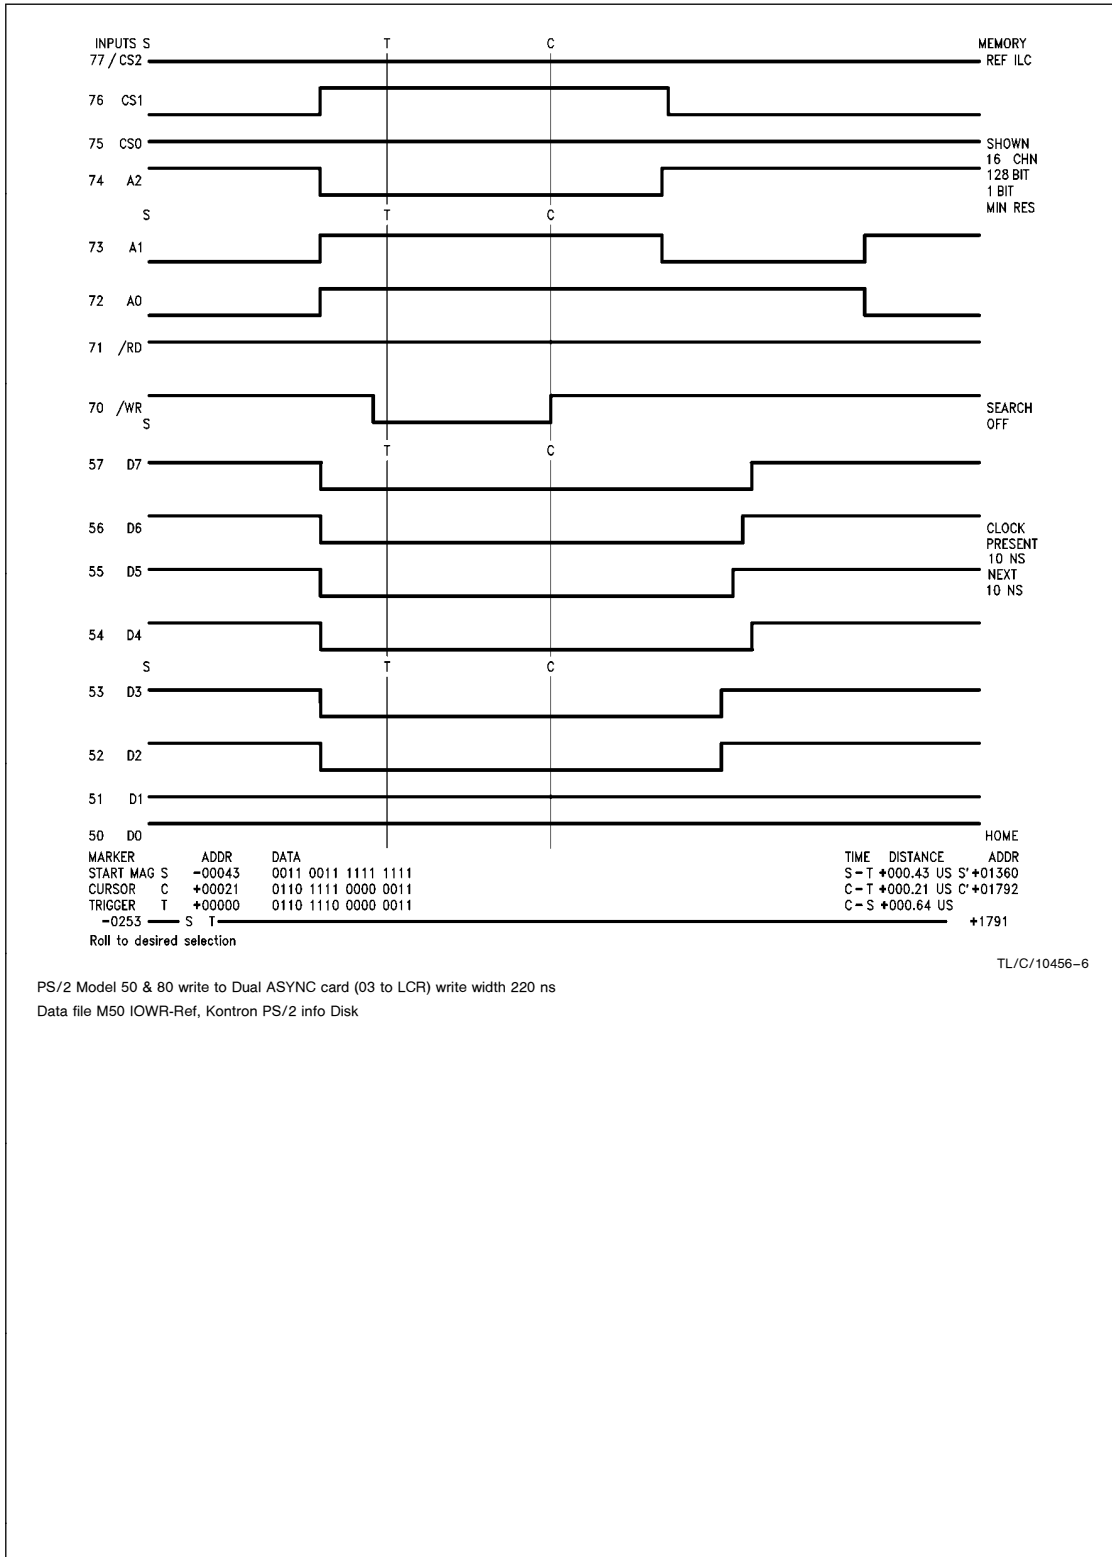 INPUTS S T C MEMORY
77 / CS2 REF ILC
76 CS1
75 CS0 SHOWN
16 CHN
74 A2 128 BIT
1 BIT
MIN RES
S T C
73 A1
72 A0
71 /RD
70 /WR SEARCH
S OFF
T C
57 D7
56 D6 CLOCK
PRESENT
10 NS
55 D5 NEXT
10 NS
54 D4
S T C
53 D3
52 D2
51 D1
50 D0 HOME
MARKER ADDR DATA TIME DISTANCE ADDR
START MAG S -00043 0011 0011 1111 1111 S-T +000.43 US S'+01360
CURSOR C +00021 0110 1111 0000 0011 C-T +000.21 US C'+01792
TRIGGER T +00000 0110 1110 0000 0011 C-S +000.64 US
-0253 S T +1791
Roll to desired selection
TL/C/10456–6
PS/2 Model 50 & 80 write to Dual ASYNC card (03 to LCR) write width 220 ns
Data file M50 IOWR-Ref, Kontron PS/2 info Disk